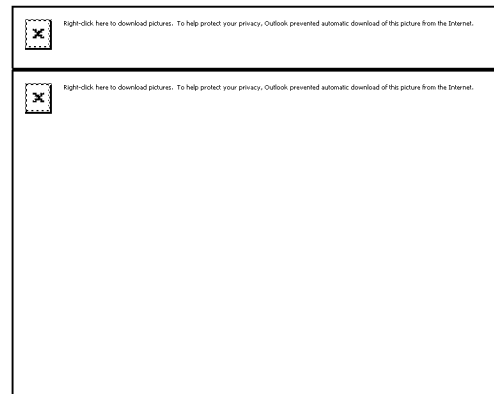 Right-click here to download pictures. To help protect your privacy, Outlook prevented automatic download of this picture from the Internet.
Right-click here to download pictures. To help protect your privacy, Outlook prevented automatic download of this picture from the Internet.